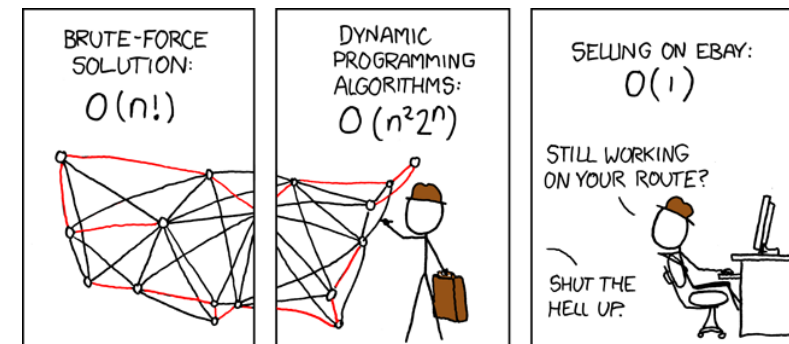 BRUTE-FORCE
SOLUTION:
O(n!)
DYNAMIC
PROGRAMMING
ALGORITHMS:
O(n²2ⁿ)
SELLING ON EBAY:
O(1)
STILL WORKING
ON YOUR ROUTE?
SHUT THE
HELL UP.